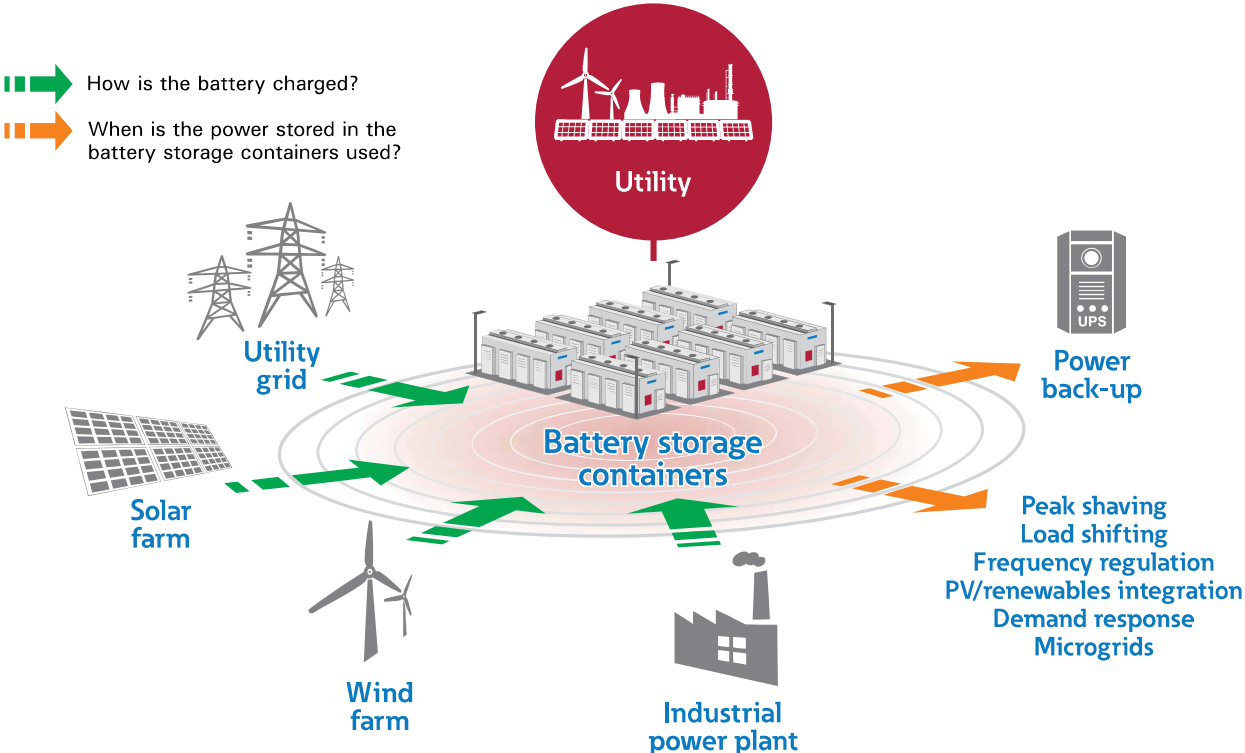 How is the battery charged?
When is the power stored in the
battery storage containers used?
Utility
Utility
grid
UPS
Power
back-up
Battery storage
containers
Solar
farm
Peak shaving
Load shifting
Frequency regulation
PV/renewables integration
Demand response
Microgrids
Wind
farm
Industrial
power plant